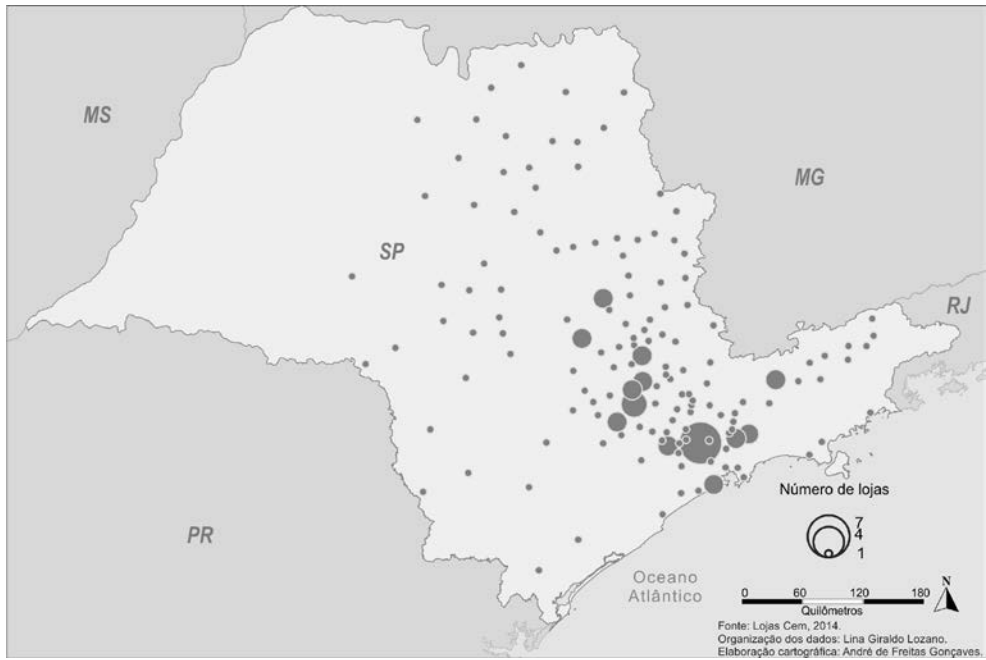 MS
MG
SP
RJ
PR
Número de lojas
7
4
1
Oceano
Atlântico
N
0 60 120 180
Quilômetros
Fonte: Lojas Cem, 2014.
Organização dos dados: Lina Giraldo Lozano.
Elaboração cartográfica: André de Freitas Gonçaves.